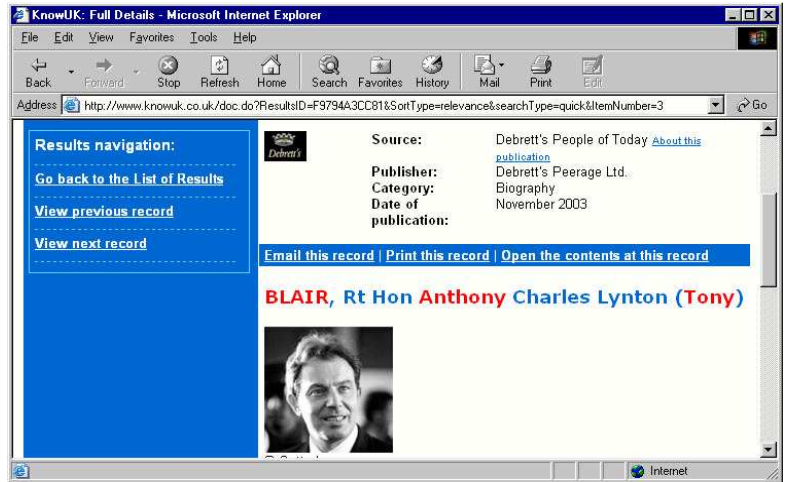 KnowUK: Full Details - Microsoft Internet Explorer
File Edit View Favorites Tools Help
Back Forward Stop Refresh Home Search Favorites History Mail Print Edit
Address http://www.knowuk.co.uk/doc.do?ResultsID=F9794A3CC81&SortType=relevance&searchType=quick&ItemNumber=3 Go
Results navigation:
Go back to the List of Results
View previous record
View next record
Debrett's
Source: Debrett's People of Today About this
publication
Publisher: Debrett's Peerage Ltd.
Category: Biography
Date of November 2003
publication:
Email this record | Print this record | Open the contents at this record
BLAIR, Rt Hon Anthony Charles Lynton (Tony)
Internet